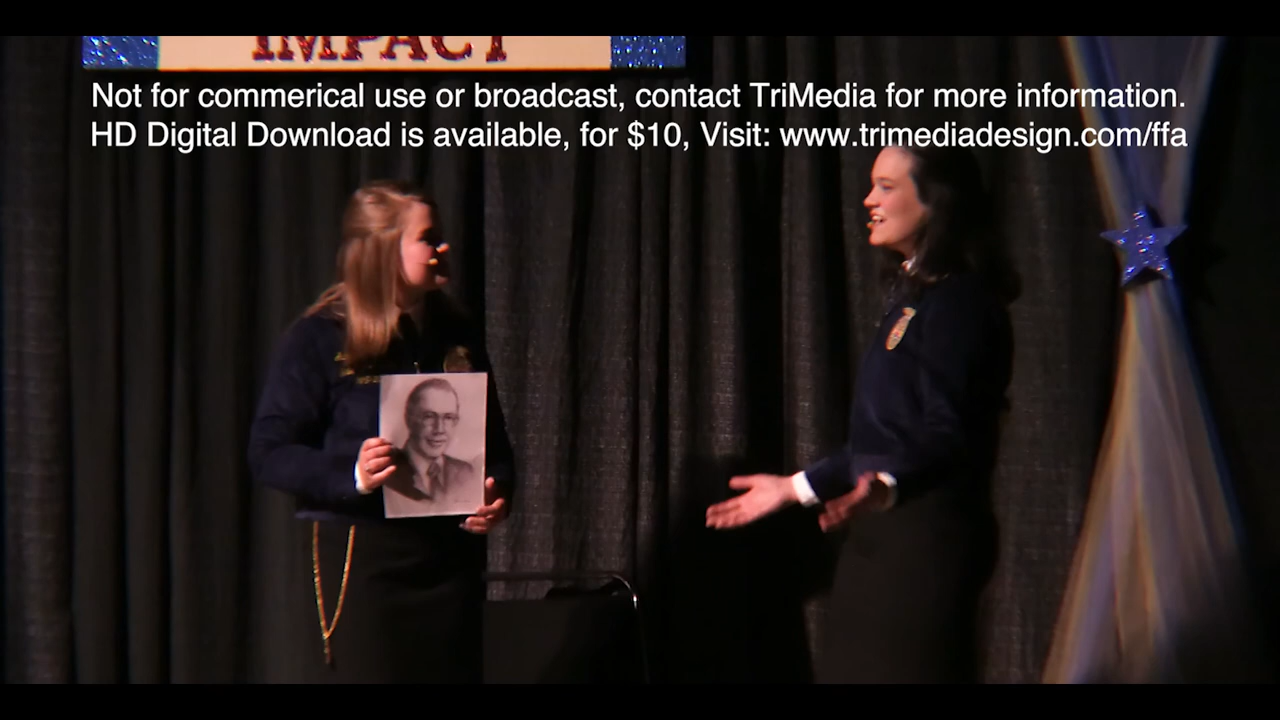 IMPACT
Not for commerical use or broadcast, contact TriMedia for more information.
HD Digital Download is available, for $10, Visit: www.trimediadesign.com/ffa